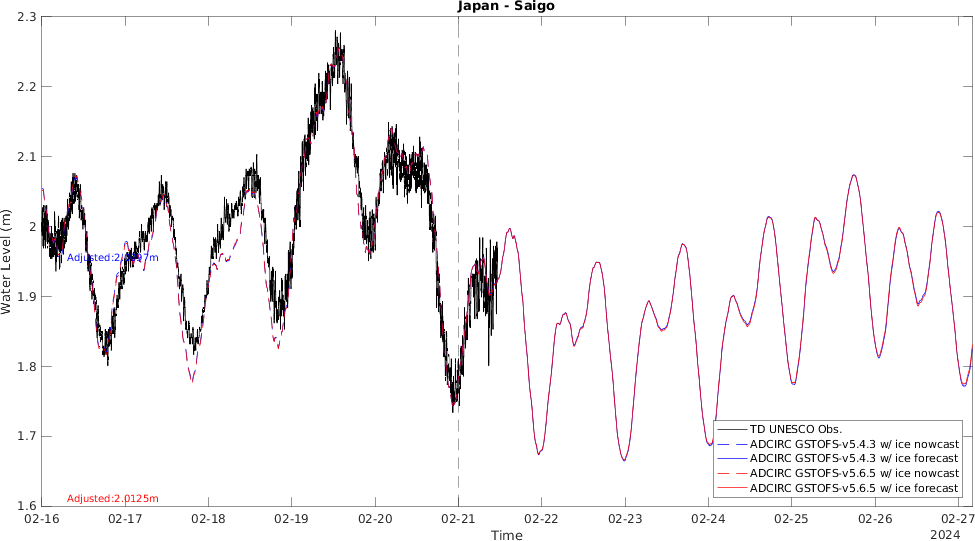 Japan - Saigo
2.3
2.2
2.1
2
1.9
1.8
1.7
1.6
Water Level (m)
Adjusted:
Adjusted:2.0125m
TD UNESCO Obs.
ADCIRC GSTOFS-v5.4.3 w/ ice nowcast
ADCIRC GSTOFS-v5.4.3 w/ ice forecast
ADCIRC GSTOFS-v5.6.5 w/ ice nowcast
ADCIRC GSTOFS-v5.6.5 w/ ice forecast
02-16 02-17 02-18 02-19 02-20 02-21 02-22 02-23 02-24 02-25 02-26 02-27
Time
2024